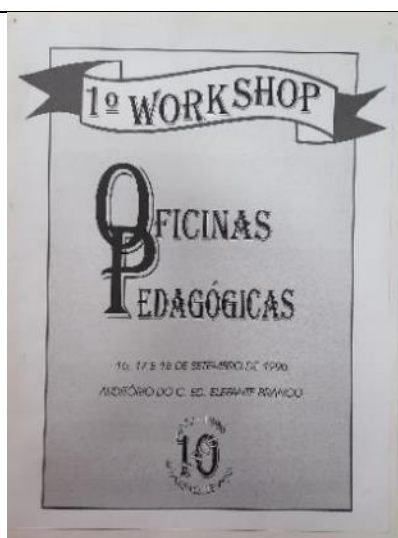 1º WORKSHOP
OFICINAS
PEDAGÓGICAS
16, 17 E 18 DE SETEMBRO DE 1996
AUDITÓRIO DO C. ED. ELEFANTE BRANCO
10